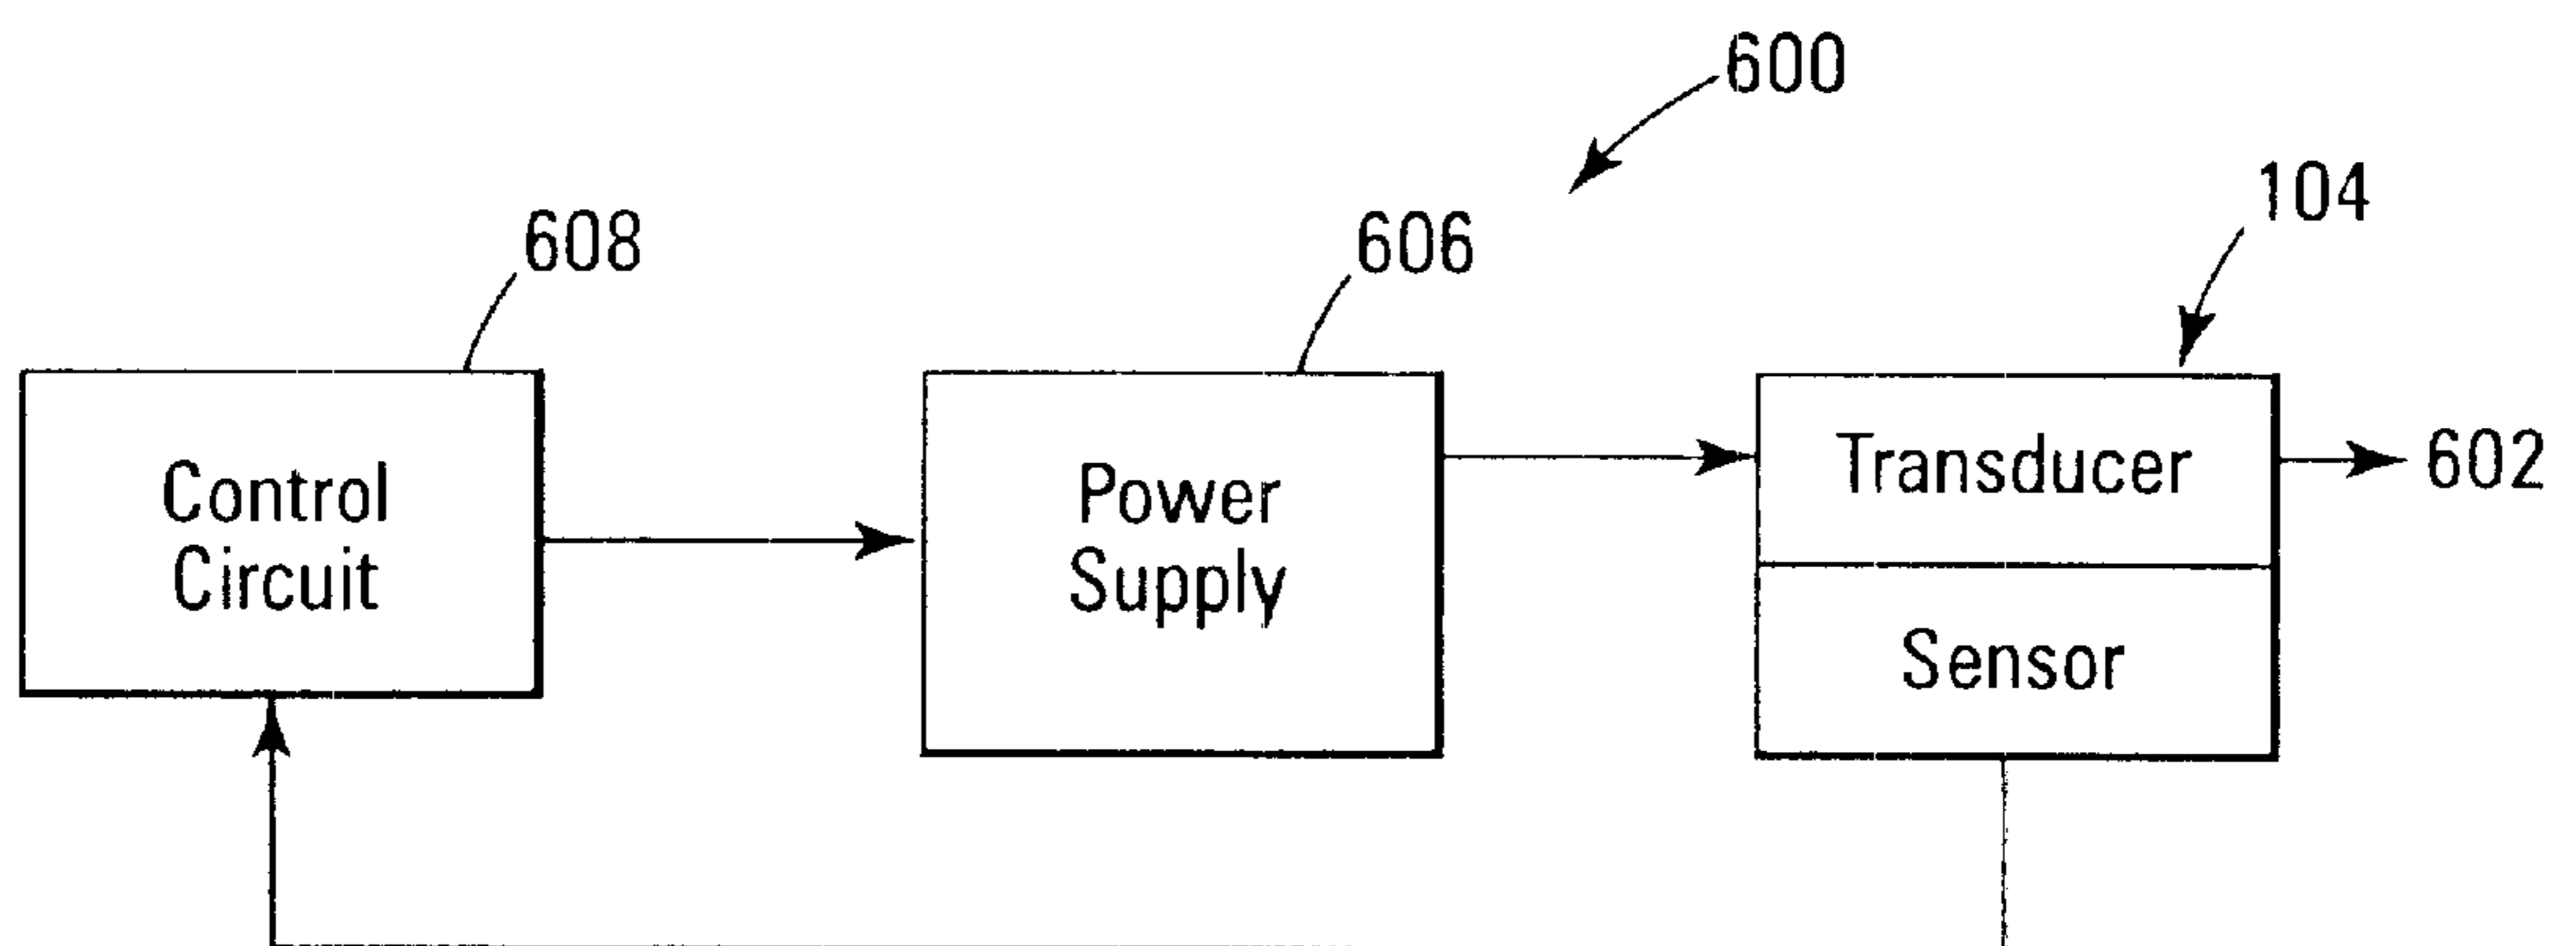 600
104
608
606
Control
Circuit
Power
Supply
Transducer
602
Sensor